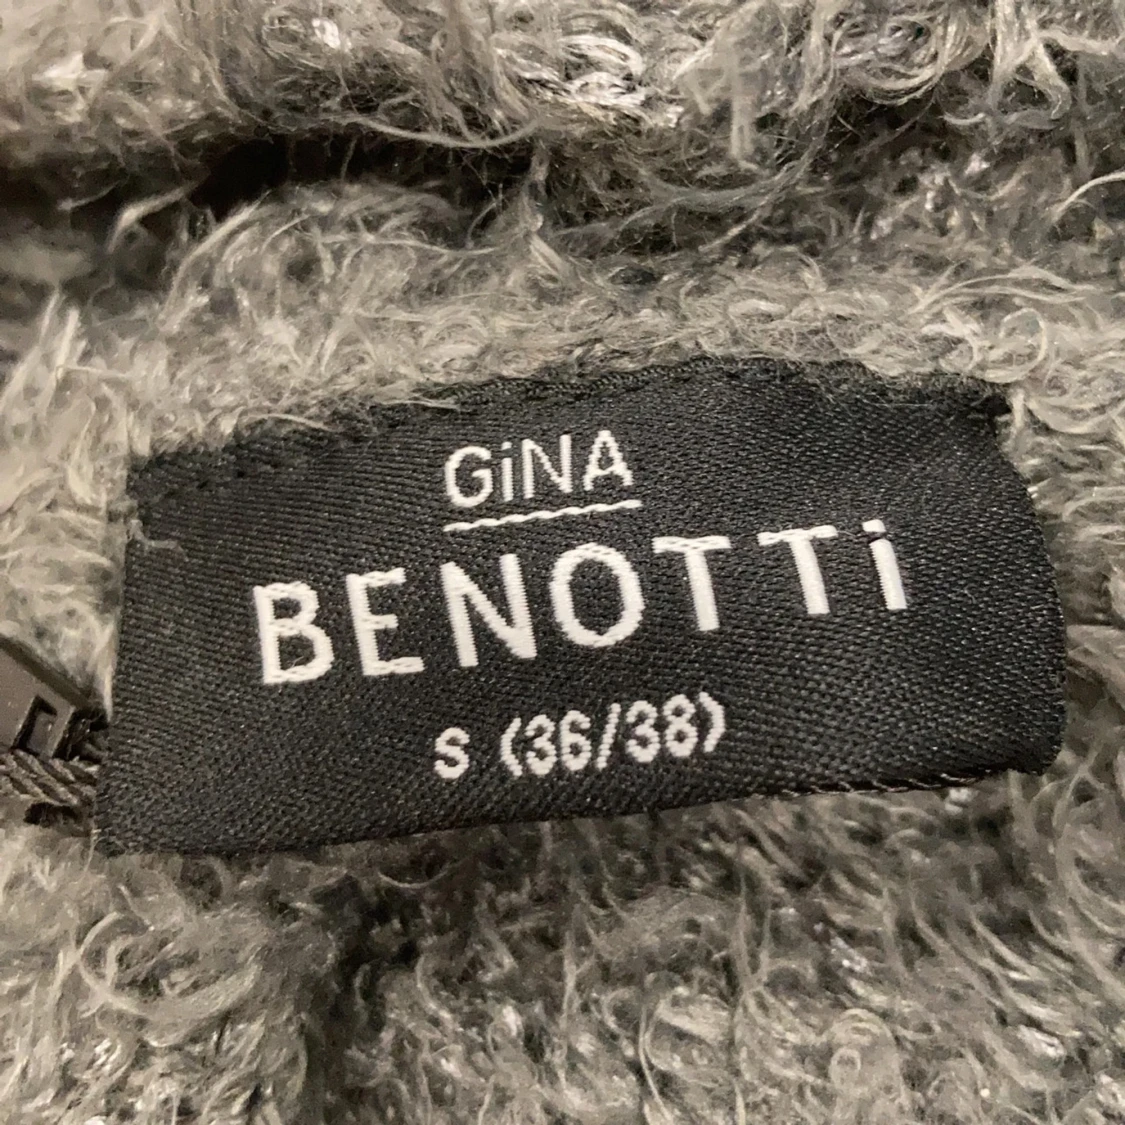 GiNA
BENOTTi
S (36/38)